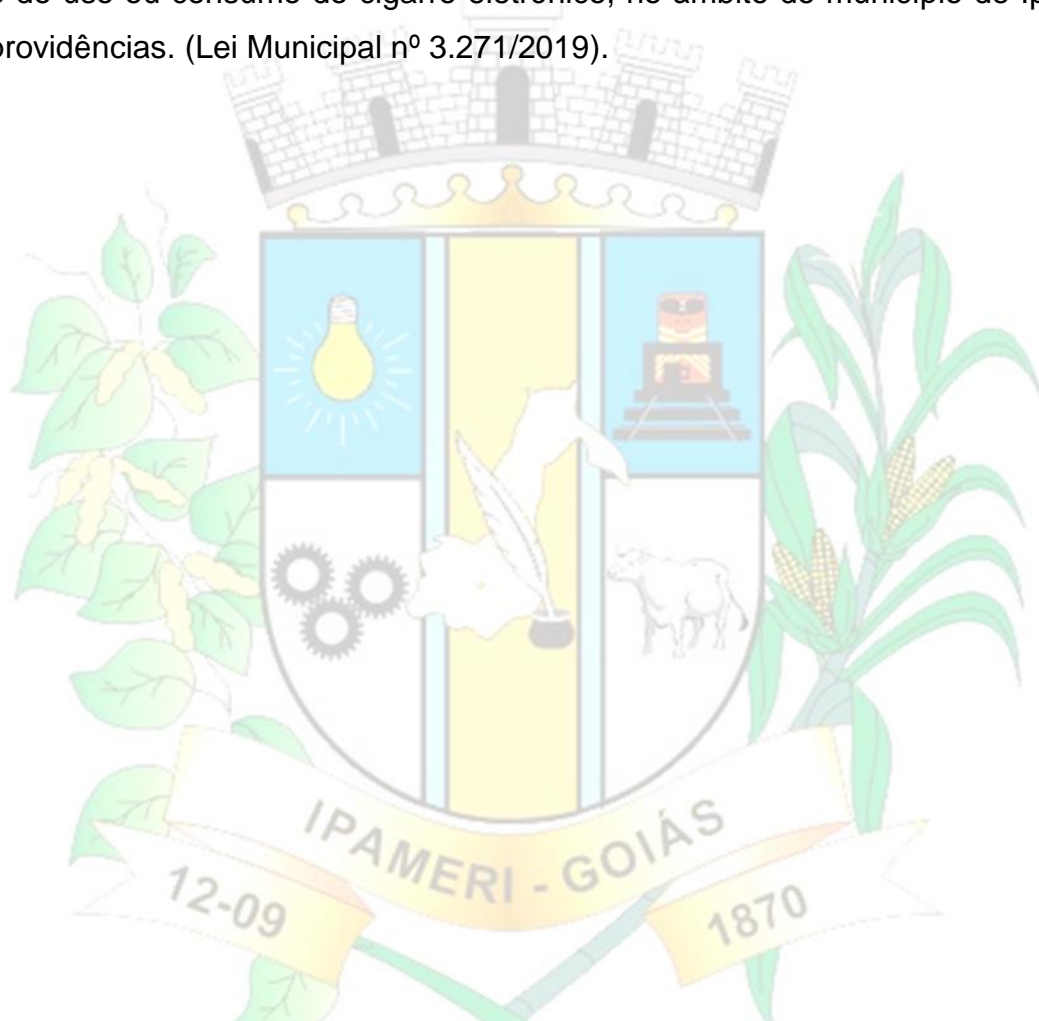 do uso ou consumo de cigarro eletrônico, no âmbito do município de
providências. (Lei Municipal nº 3.271/2019).
IPAMERI - GOIÁS
12-09
1870